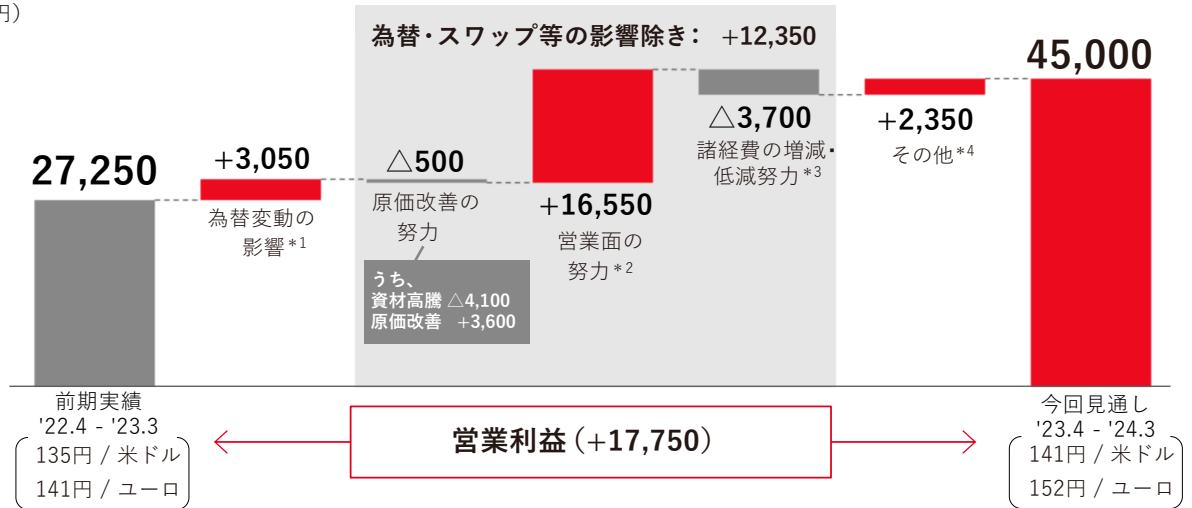 円）
為替・スワップ等の影響除き： +12,350
45,000
27,250
+3,050
為替変動の
影響*1
△500
原価改善の
努力
うち、
資材高騰 △4,100
原価改善 +3,600
+16,550
営業面の
努力*2
△3,700
諸経費の増減・
低減努力*3
+2,350
その他*4
前期実績
'22.4 - '23.3
135円 / 米ドル
141円 / ユーロ
営業利益（+17,750）
今回見通し
'23.4 - '24.3
141円 / 米ドル
152円 / ユーロ